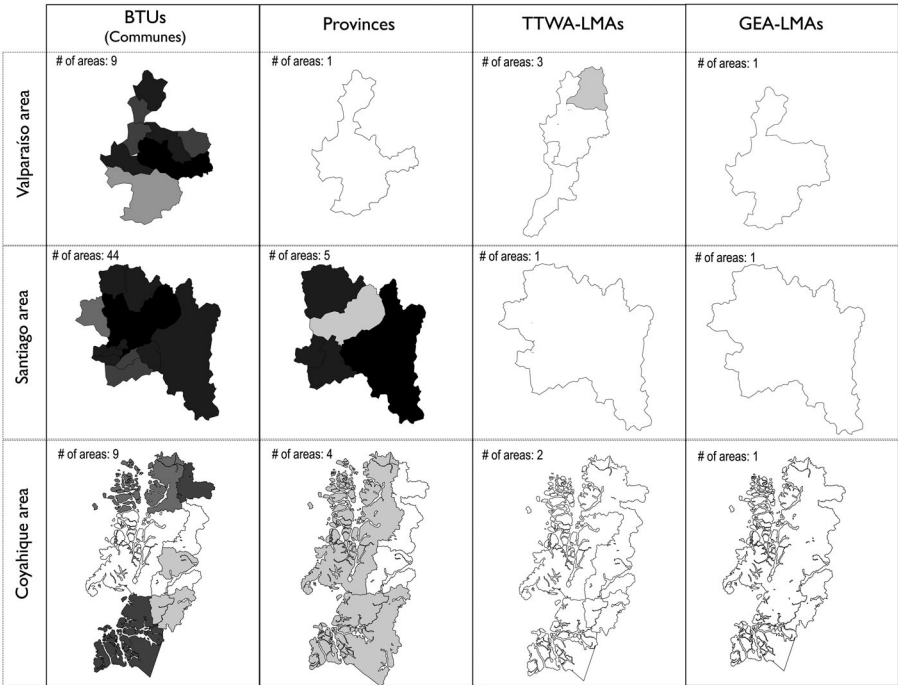 BTUs
(Communes)
Provinces
TTWA-LMAs
GEA-LMAs
Valparaíso area
# of areas: 9
# of areas: 1
# of areas: 3
# of areas: 1
Santiago area
# of areas: 44
# of areas: 5
# of areas: 1
# of areas: 1
Coyahique area
# of areas: 9
# of areas: 4
# of areas: 2
# of areas: 1